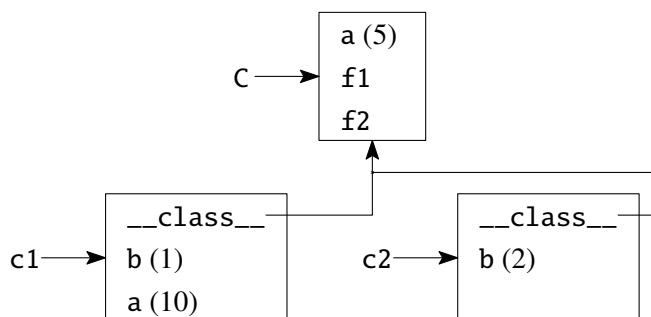 a (5)
C
f1
f2
__class__
c1
b (1)
a (10)
__class__
c2
b (2)